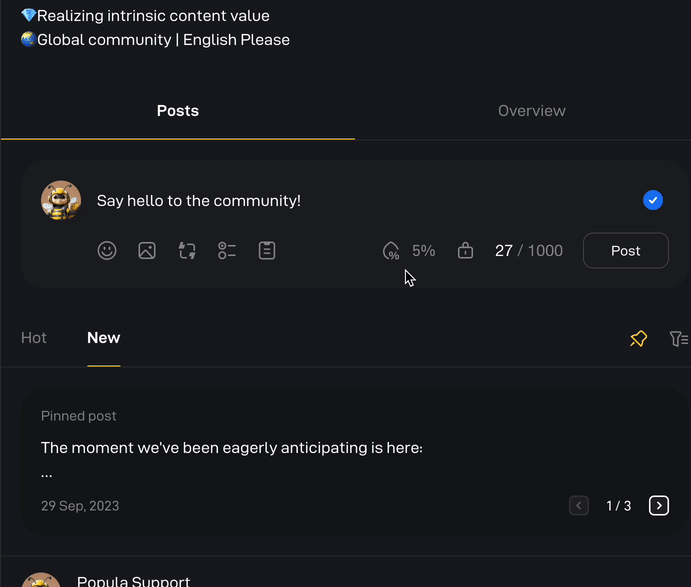 💎Realizing intrinsic content value
🌏Global community | English Please
Posts
Overview
Say hello to the community!
5%
27 / 1000
Post
Hot
New
Pinned post
The moment we've been eagerly anticipating is here:
...
29 Sep, 2023
1 / 3
Popula Support